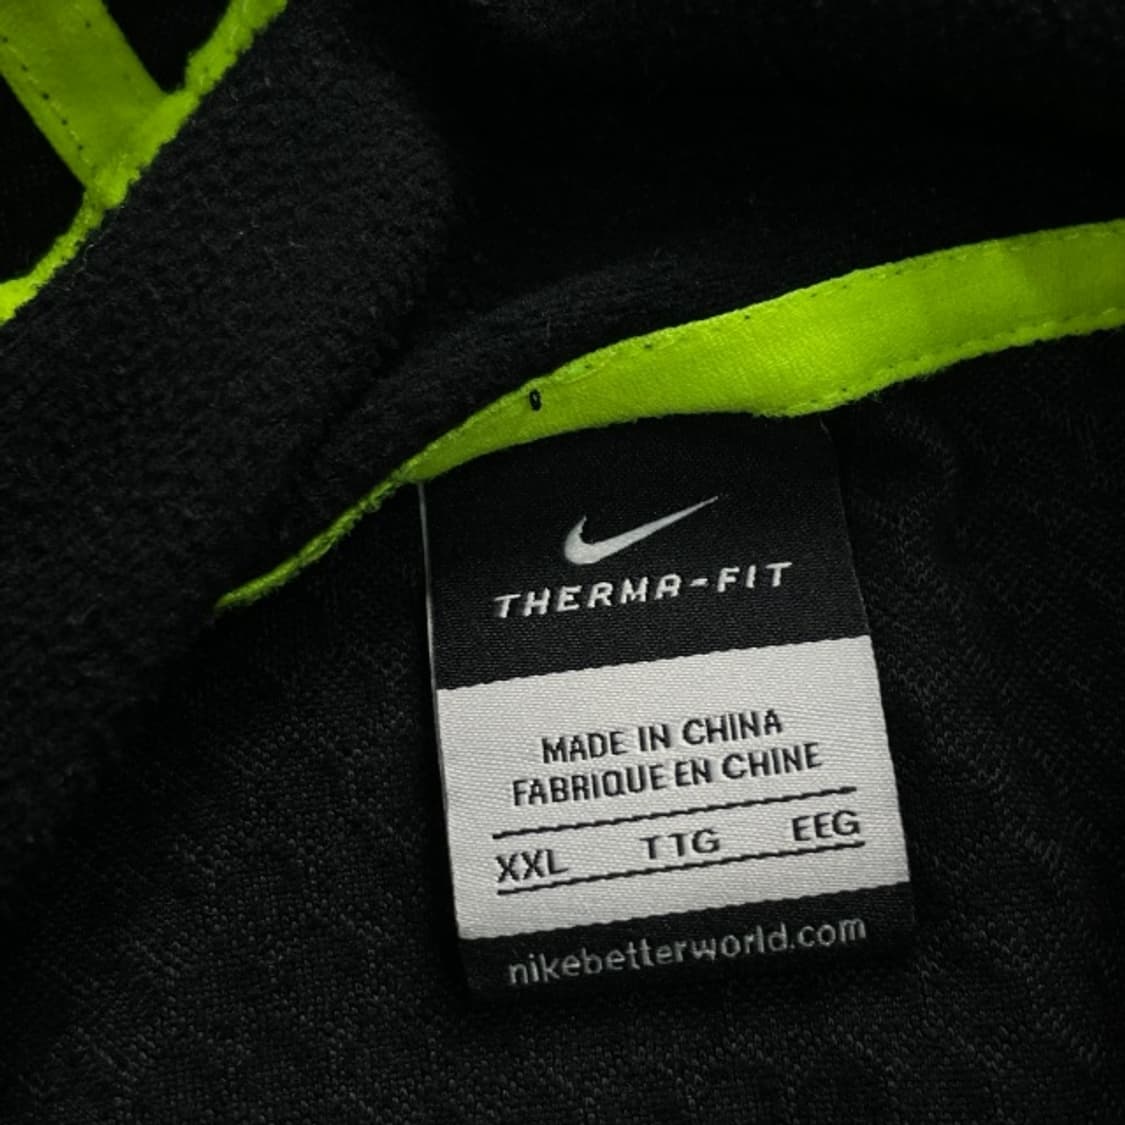 THERMA-FIT
MADE IN CHINA
FABRIQUE EN CHINE
XXL TTG EEG
nikebetterworld.com